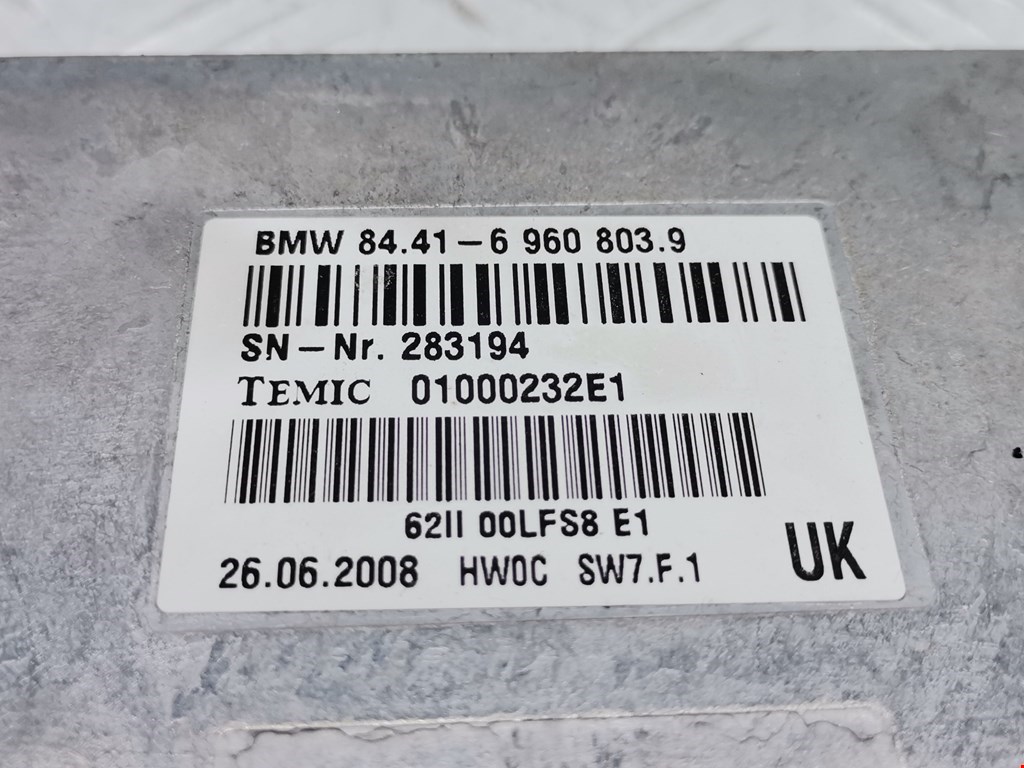 BMW 84.41-6 960 803.9
SN-Nr. 283194
TEMIC 01000232E1
62II 00LFS8 E1
26.06.2008 HW0C SW7.F.1
UK